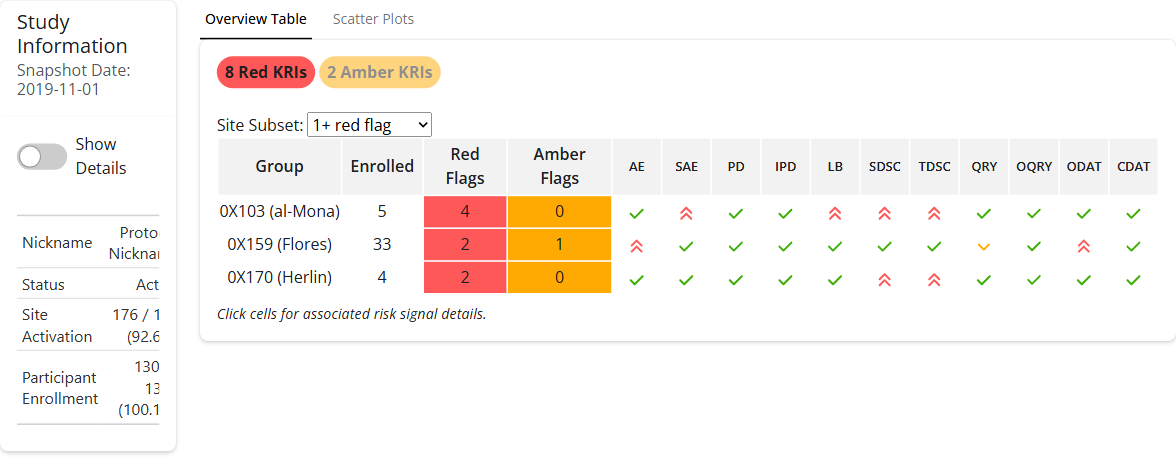 Study
Information
Snapshot Date:
2019-11-01
Show
Details
Nickname
Proto
Nicknar
Status
Act
Site
Activation
176 / 1
(92.6
Participant
Enrollment
130
13
(100.1
Overview Table
Scatter Plots
8 Red KRIs
2 Amber KRIs
Site Subset: 1+ red flag
Group Enrolled Red Flags Amber Flags AE SAE PD IPD LB SDSC TDSC QRY OQRY ODAT CDAT
0X103 (al-Mona) 5 4 0
0X159 (Flores) 33 2 1
0X170 (Herlin) 4 2 0
Click cells for associated risk signal details.